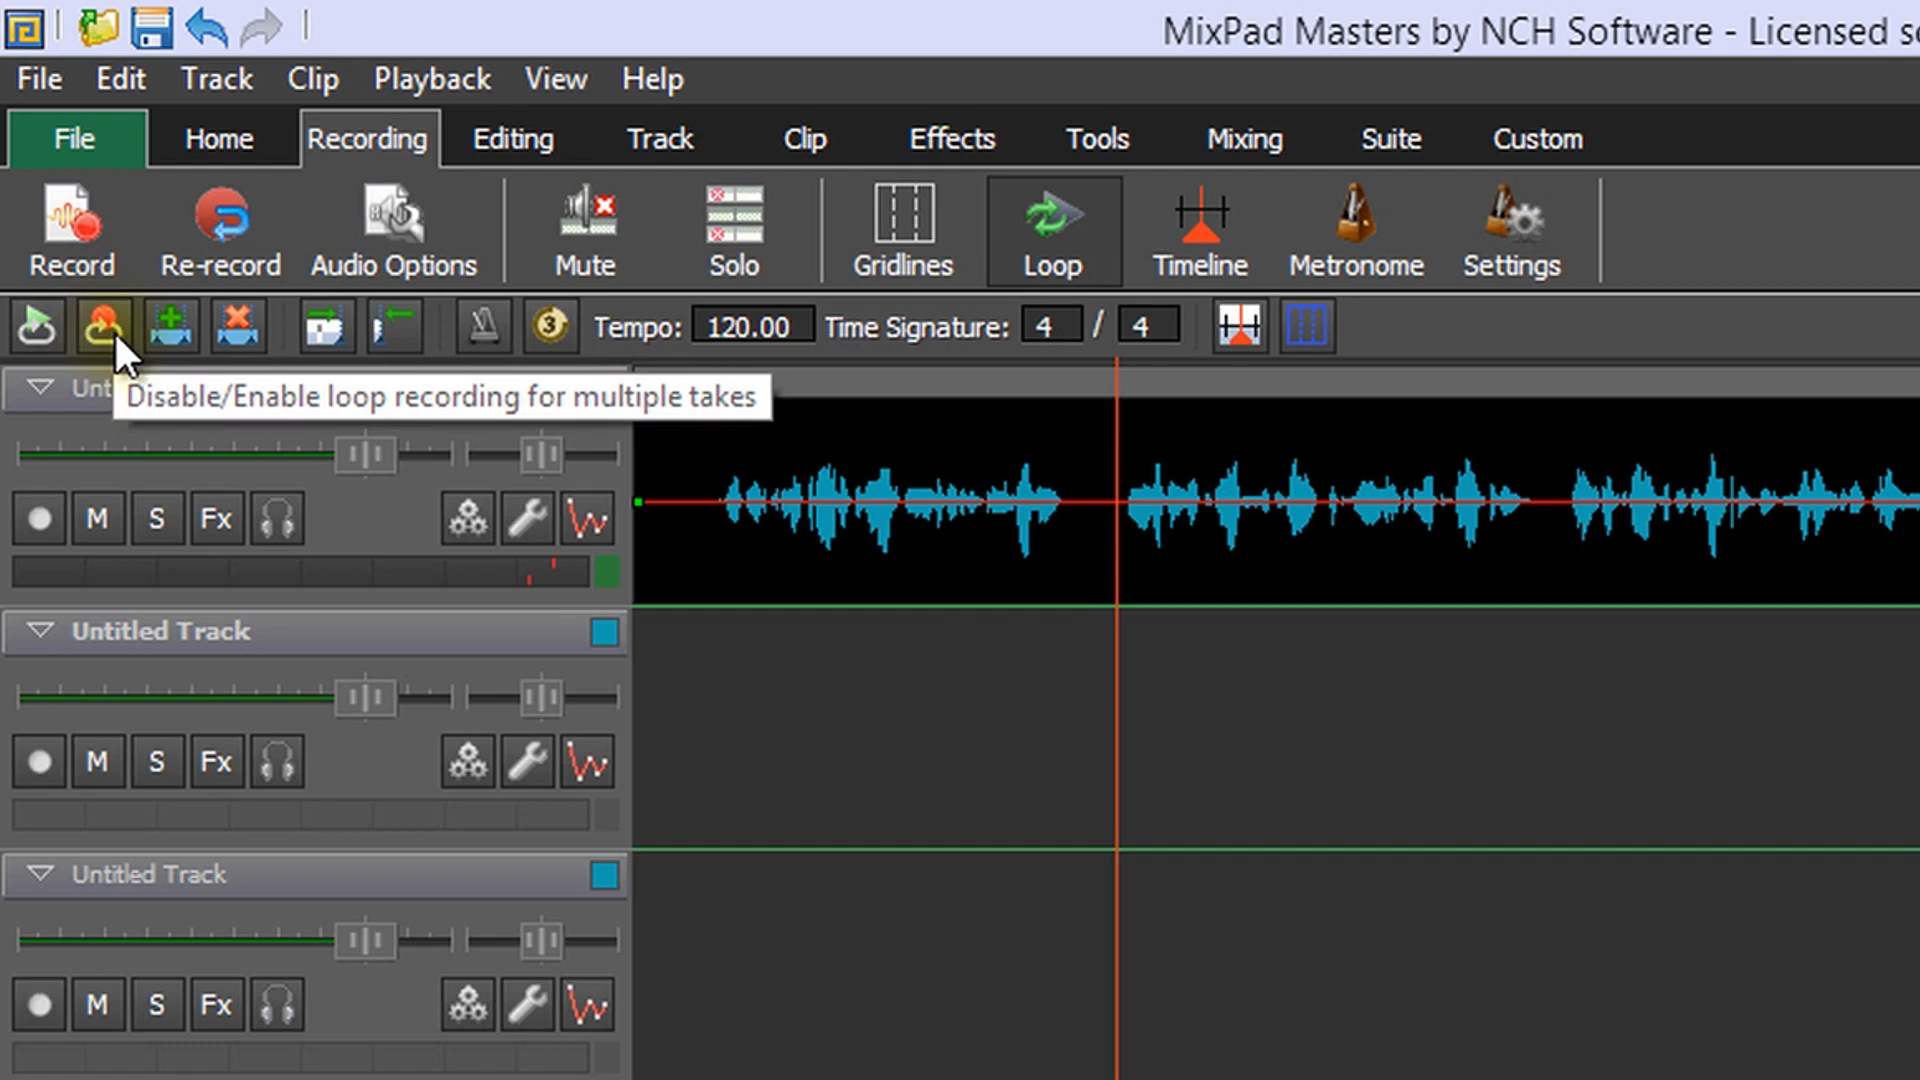 MixPad Masters by NCH Software - Licensed s
File Edit Track Clip Playback View Help
File Home Recording Editing Track Clip Effects Tools Mixing Suite Custom
Record Re-record Audio Options Mute Solo Gridlines Loop Timeline Metronome Settings
3 Tempo: 120.00 Time Signature: 4 / 4
Unt
Disable/Enable loop recording for multiple takes
M S Fx
Untitled Track
M S Fx
Untitled Track
M S Fx